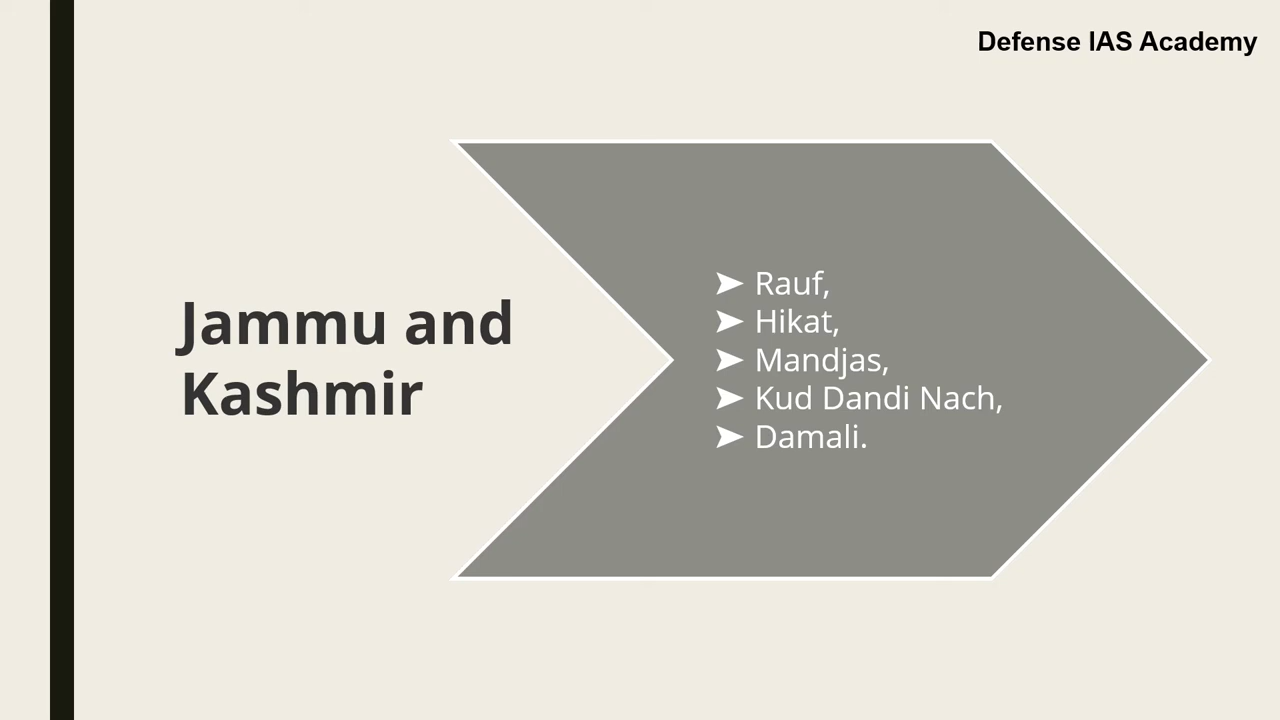 Defense IAS Academy
Jammu and
Kashmir
➤ Rauf,
➤ Hikat,
➤ Mandjas,
➤ Kud Dandi Nach,
➤ Damali.